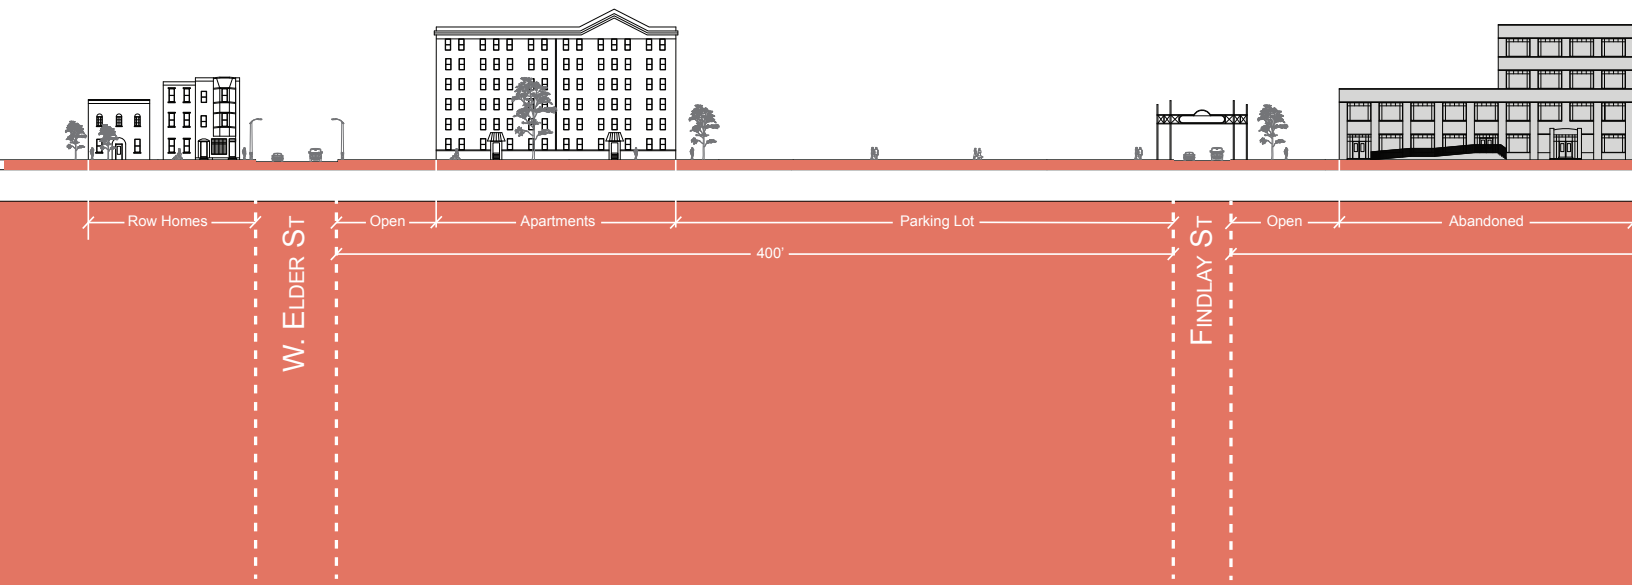 Row Homes
Open
Apartments
Parking Lot
Open
Abandoned
400'
W. Elder St
Findlay St